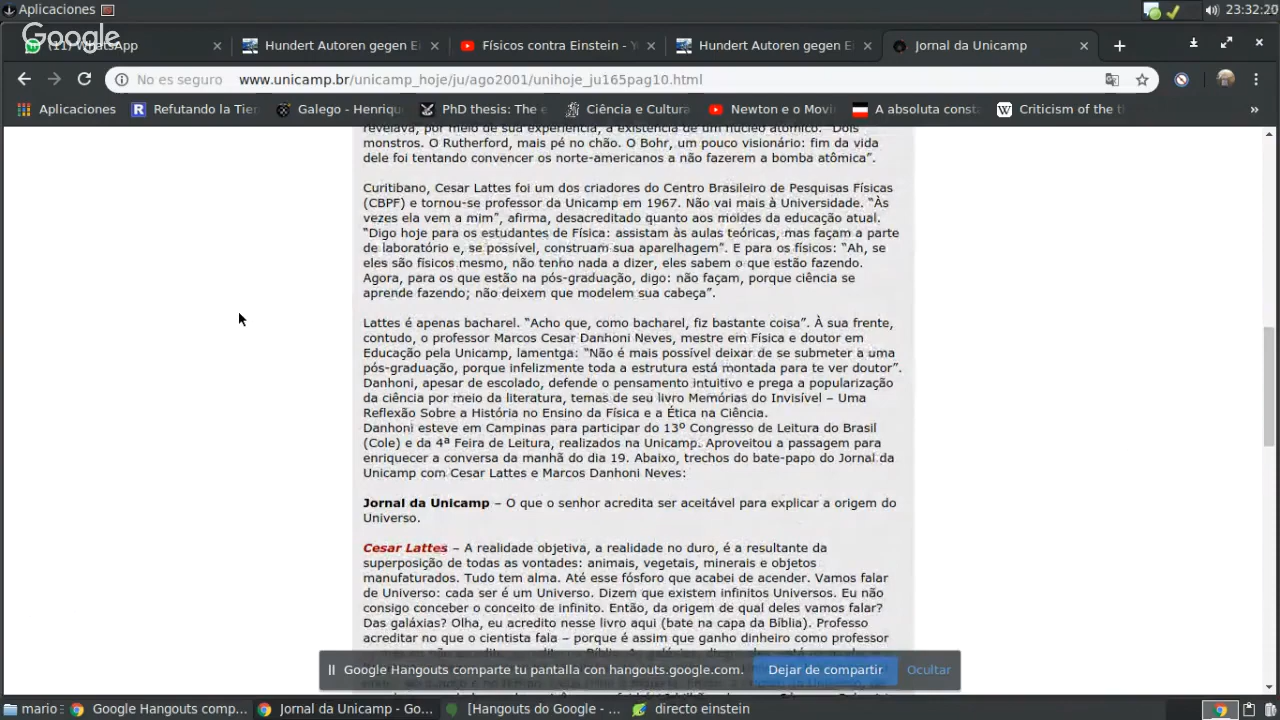 Aplicaciones
23:32:20
Google
(11) WhatsApp
Hundert Autoren gegen Ei
Físicos contra Einstein - Y
Hundert Autoren gegen Ei
Jornal da Unicamp
No es seguro
www.unicamp.br/unicamp_hoje/ju/ago2001/unihoje_ju165pag10.html
Aplicaciones
Refutando la Tier
Galego - Henriqu
PhD thesis: The e
Ciência e Cultura
Newton e o Movi
A absoluta const
Criticism of the t
»
revelava, por meio de sua experiência, a existência de um núcleo atômico. “Dois
monstros. O Rutherford, mais pé no chão. O Bohr, um pouco visionário: fim da vida
dele foi tentando convencer os norte-americanos a não fazerem a bomba atômica”.
Curitibano, Cesar Lattes foi um dos criadores do Centro Brasileiro de Pesquisas Físicas
(CBPF) e tornou-se professor da Unicamp em 1967. Não vai mais à Universidade. “Às
vezes ela vem a mim”, afirma, desacreditado quanto aos moldes da educação atual.
“Digo hoje para os estudantes de Física: assistam às aulas teóricas, mas façam a parte
de laboratório e, se possível, construam sua aparelhagem”. E para os físicos: “Ah, se
eles são físicos mesmo, não tenho nada a dizer, eles sabem o que estão fazendo.
Agora, para os que estão na pós-graduação, digo: não façam, porque ciência se
aprende fazendo; não deixem que modelem sua cabeça”.
Lattes é apenas bacharel. “Acho que, como bacharel, fiz bastante coisa”. À sua frente,
contudo, o professor Marcos Cesar Danhoni Neves, mestre em Física e doutor em
Educação pela Unicamp, lamentga: “Não é mais possível deixar de se submeter a uma
pós-graduação, porque infelizmente toda a estrutura está montada para te ver doutor”.
Danhoni, apesar de escolado, defende o pensamento intuitivo e prega a popularização
da ciência por meio da literatura, temas de seu livro Memórias do Invisível – Uma
Reflexão Sobre a História no Ensino da Física e a Ética na Ciência.
Danhoni esteve em Campinas para participar do 13º Congresso de Leitura do Brasil
(Cole) e da 4ª Feira de Leitura, realizados na Unicamp. Aproveitou a passagem para
enriquecer a conversa da manhã do dia 19. Abaixo, trechos do bate-papo do Jornal da
Unicamp com Cesar Lattes e Marcos Danhoni Neves:
Jornal da Unicamp – O que o senhor acredita ser aceitável para explicar a origem do
Universo.
Cesar Lattes – A realidade objetiva, a realidade no duro, é a resultante da
superposição de todas as vontades: animais, vegetais, minerais e objetos
manufaturados. Tudo tem alma. Até esse fósforo que acabei de acender. Vamos falar
de Universo: cada ser é um Universo. Dizem que existem infinitos Universos. Eu não
consigo conceber o conceito de infinito. Então, da origem de qual deles vamos falar?
Das galáxias? Olha, eu acredito nesse livro aqui (bate na capa da Bíblia). Professo
acreditar no que o cientista fala – porque é assim que ganho dinheiro como professor
Google Hangouts comparte tu pantalla con hangouts.google.com.
Dejar de compartir
Ocultar
mario
Google Hangouts comp...
Jornal da Unicamp - Go...
[Hangouts do Google - ...
directo einstein